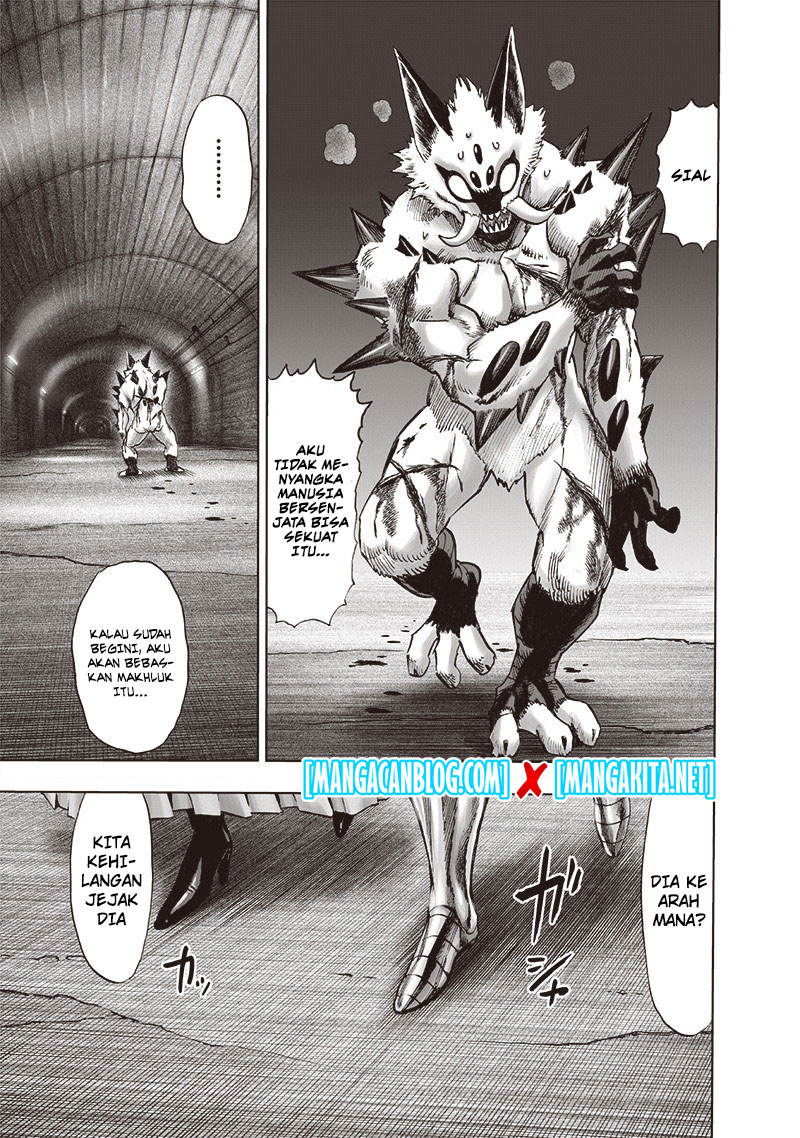 SIAL
AKU
TIDAK ME-
NYANGKA
MANUSIA
BERSEN-
JATA BISA
SEKUAT
ITU...
.........
KALAU SUDAH
BEGINI, AKU
AKAN BEBAS-
KAN MAKHLUK
ITU...
[MANGACANBLOG.COM] X [MANGAKITA.NET]
DIA KE
ARAH
MANA?
ガシャ
KITA
KEHI-
LANGAN
JEJAK
DIA
カッ